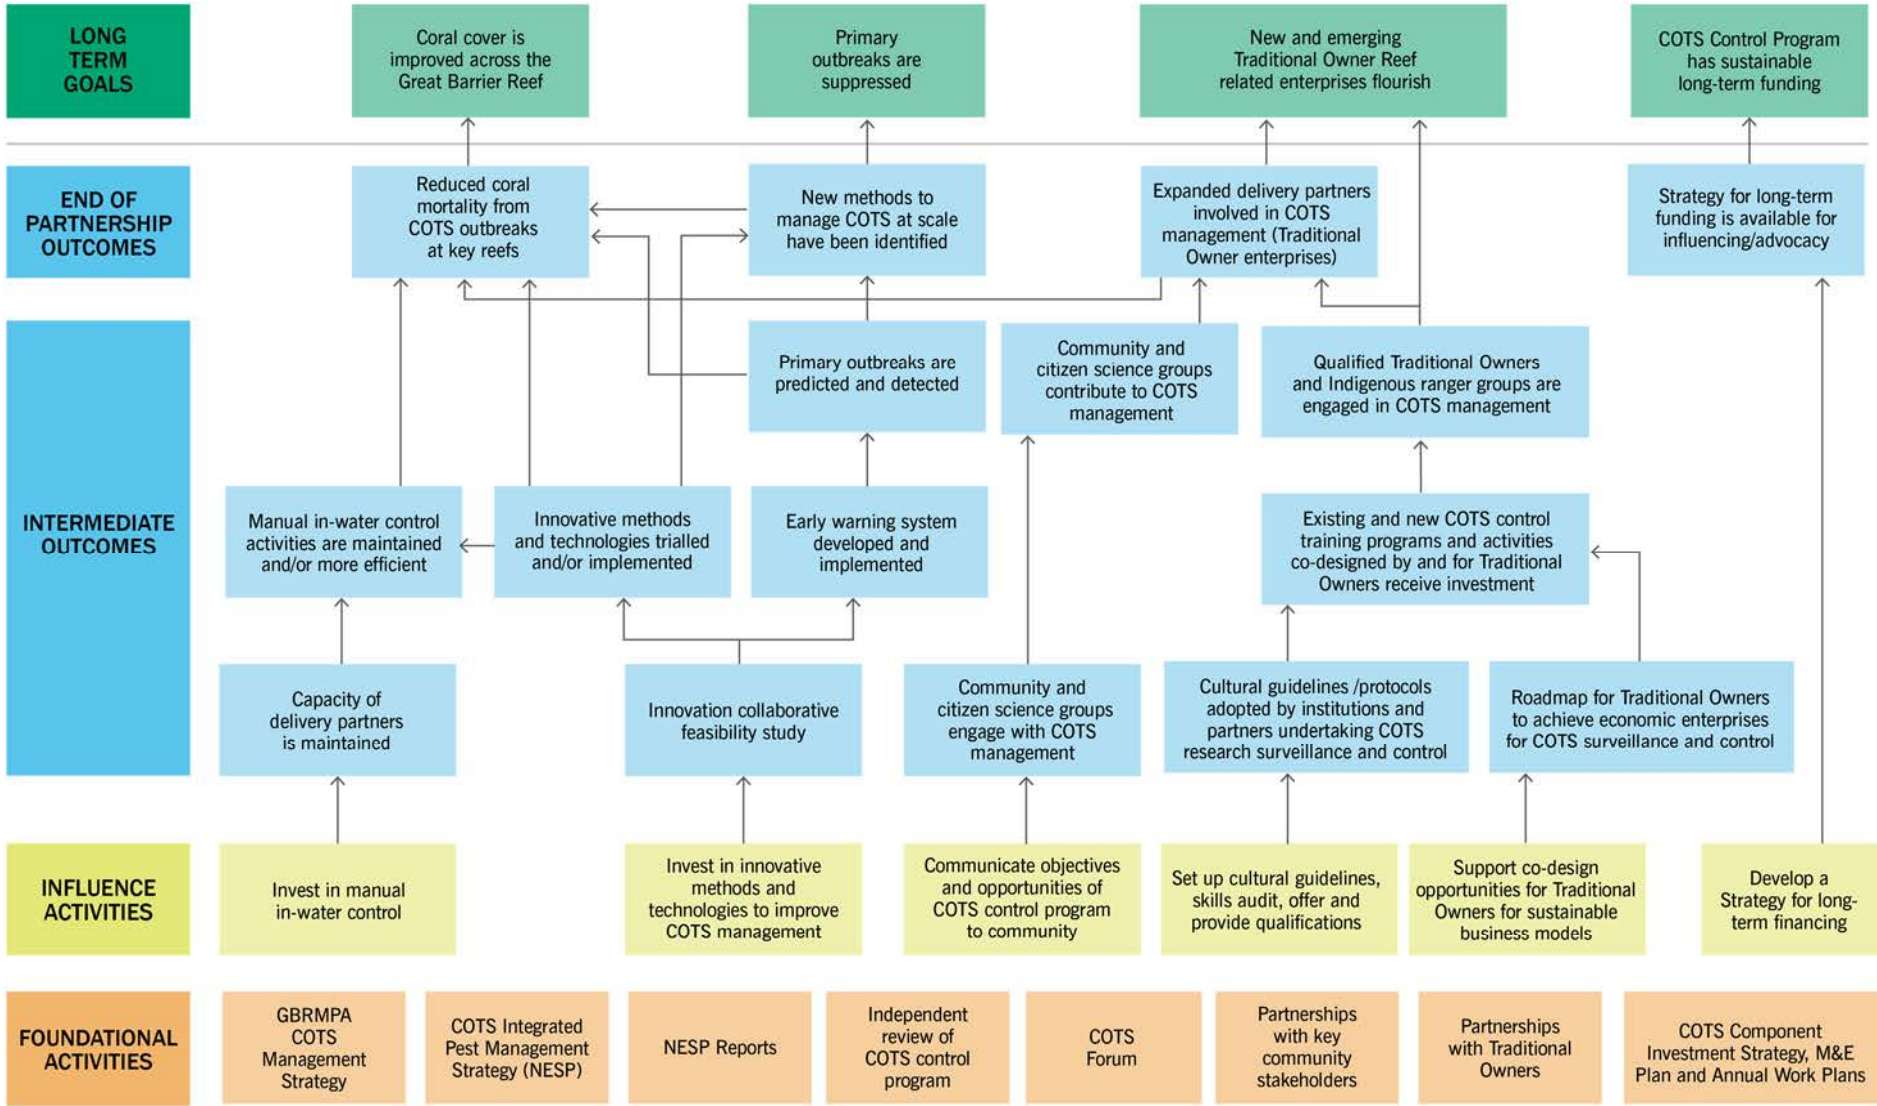 LONG
TERM
GOALS
Coral cover is
improved across the
Great Barrier Reef
Primary
outbreaks are
suppressed
New and emerging
Traditional Owner Reef
related enterprises flourish
COTS Control Program
has sustainable
long-term funding
END OF
PARTNERSHIP
OUTCOMES
Reduced coral
mortality from
COTS outbreaks
at key reefs
New methods to
manage COTS at scale
have been identified
Expanded delivery partners
involved in COTS
management (Traditional
Owner enterprises)
Strategy for long-term
funding is available for
influencing/advocacy
INTERMEDIATE
OUTCOMES
Primary outbreaks are
predicted and detected
Community and
citizen science groups
contribute to COTS
management
Qualified Traditional Owners
and Indigenous ranger groups are
engaged in COTS management
Manual in-water control
activities are maintained
and/or more efficient
Innovative methods
and technologies trialled
and/or implemented
Early warning system
developed and
implemented
Existing and new COTS control
training programs and activities
co-designed by and for Traditional
Owners receive investment
Capacity of
delivery partners
is maintained
Innovation collaborative
feasibility study
Community and
citizen science groups
engage with COTS
management
Cultural guidelines /protocols
adopted by institutions and
partners undertaking COTS
research surveillance and control
Roadmap for Traditional Owners
to achieve economic enterprises
for COTS surveillance and control
INFLUENCE
ACTIVITIES
Invest in manual
in-water control
Invest in innovative
methods and
technologies to improve
COTS management
Communicate objectives
and opportunities of
COTS control program
to community
Set up cultural guidelines,
skills audit, offer and
provide qualifications
Support co-design
opportunities for Traditional
Owners for sustainable
business models
Develop a
Strategy for long-
term financing
FOUNDATIONAL
ACTIVITIES
GBRMPA
COTS
Management
Strategy
COTS Integrated
Pest Management
Strategy (NESP)
NESP Reports
Independent
review of
COTS control
program
COTS
Forum
Partnerships
with key
community
stakeholders
Partnerships
with Traditional
Owners
COTS Component
Investment Strategy, M&E
Plan and Annual Work Plans